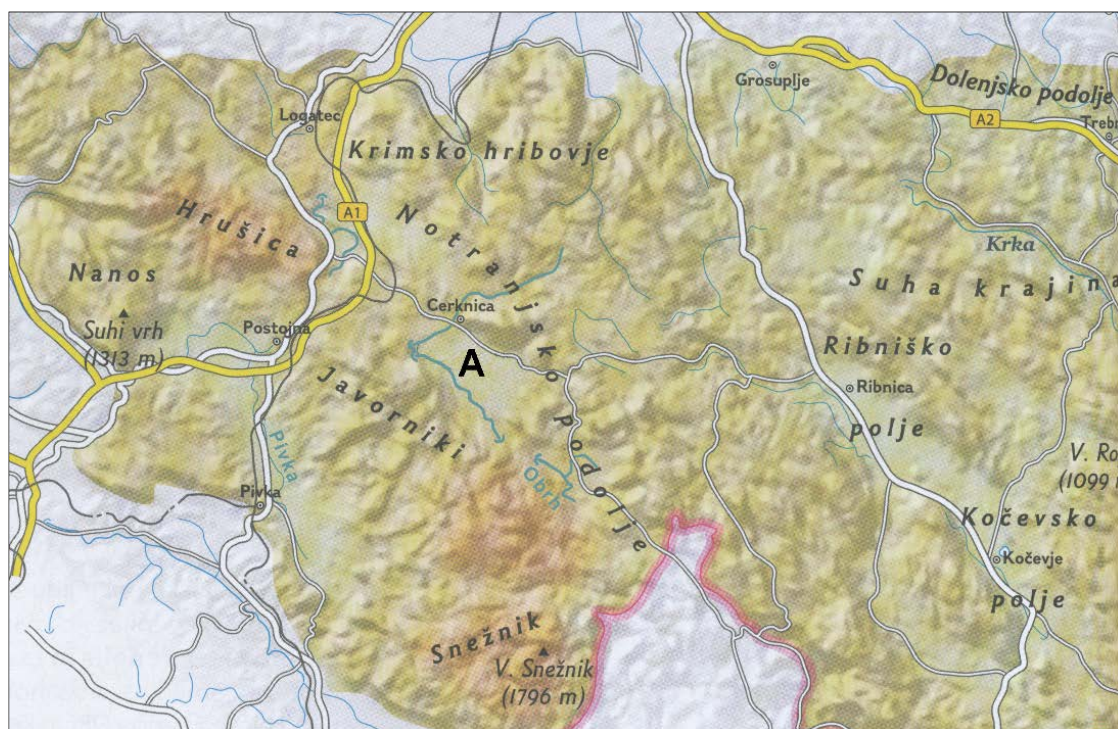 Grosuplje
Dolenjsko podolje
Logatec
A2
Krimsko hribovje
A1
Hrušica
Notranjsko podolje
Krka
Nanos
Suha krajina
Cerknica
Suhi vrh
(1313 m)
Postojna
A
Ribniško
polje
Javorniki
Ribnica
Pivka
Obrh
(1099
Pivka
Kočevsko
polje
Kočevje
Snežnik
V. Snežnik
(1796 m)